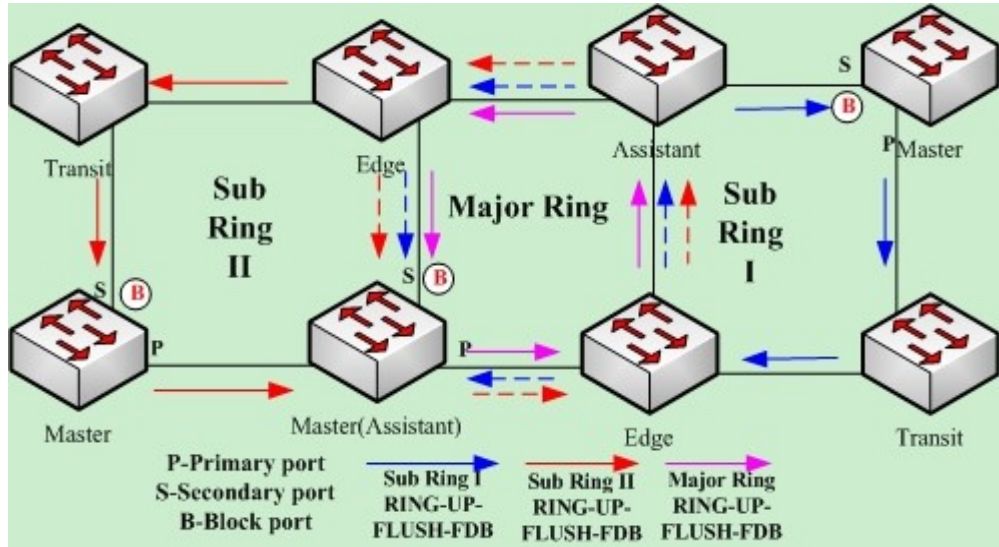 S
B
P
Transit
Edge
Assistant
Master
Sub
Ring
II
Major Ring
Sub
Ring
I
S
B
S
B
P
P
Master
Master(Assistant)
Edge
Transit
P-Primary port
S-Secondary port
B-Block port
Sub Ring I
RING-UP-
FLUSH-FDB
Sub Ring II
RING-UP-
FLUSH-FDB
Major Ring
RING-UP-
FLUSH-FDB